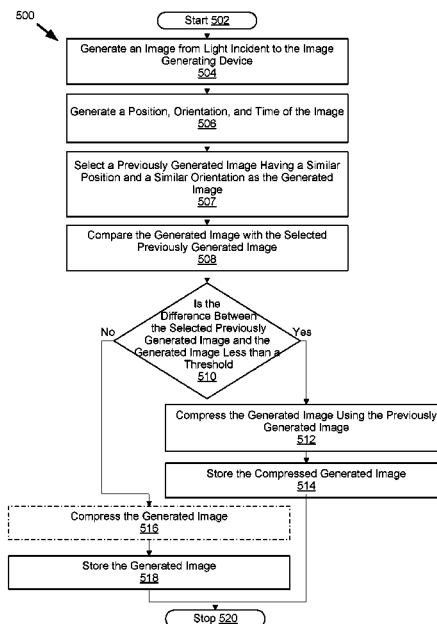 500
Start 502
Generate an Image from Light Incident to the Image
Generating Device
504
Generate a Position, Orientation, and Time of the Image
506
Select a Previously Generated Image Having a Similar
Position and a Similar Orientation as the Generated
Image
507
Compare the Generated Image with the Selected
Previously Generated Image
508
Is the
Difference Between
the Selected Previously
Generated Image and the
Generated Image Less than a
Threshold
510
No
Yes
Compress the Generated Image Using the Previously
Generated Image
512
Store the Compressed Generated Image
514
Compress the Generated Image
516
Store the Generated Image
518
Stop 520